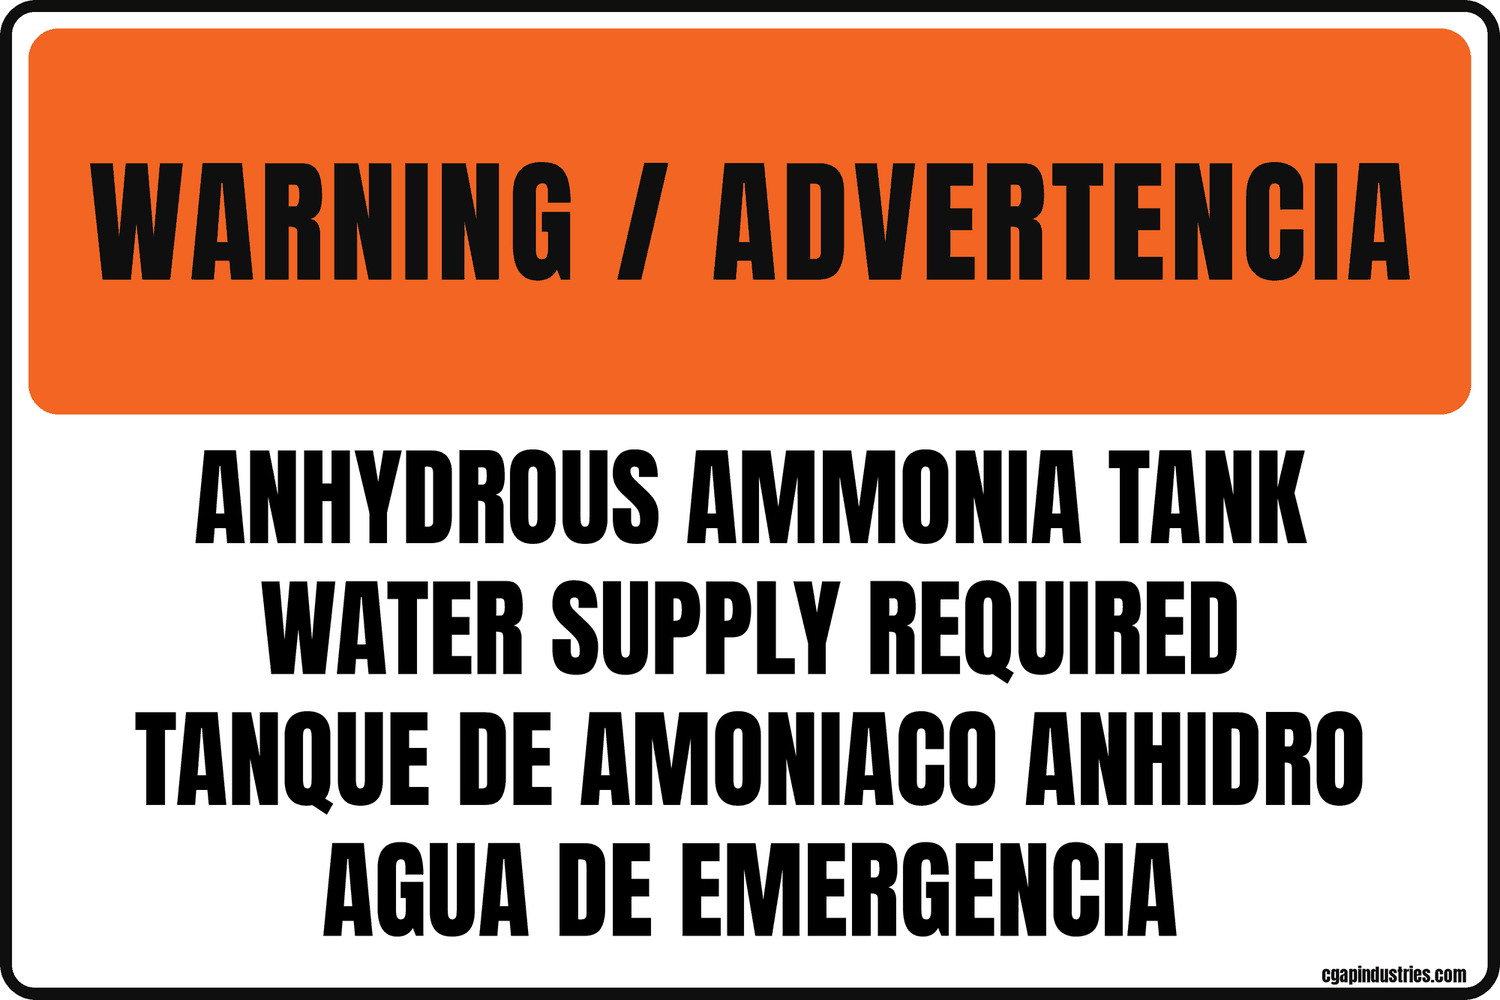 WARNING / ADVERTENCIA
ANHYDROUS AMMONIA TANK
WATER SUPPLY REQUIRED
TANQUE DE AMONIACO ANHIDRO
AGUA DE EMERGENCIA
cgapindustries.com